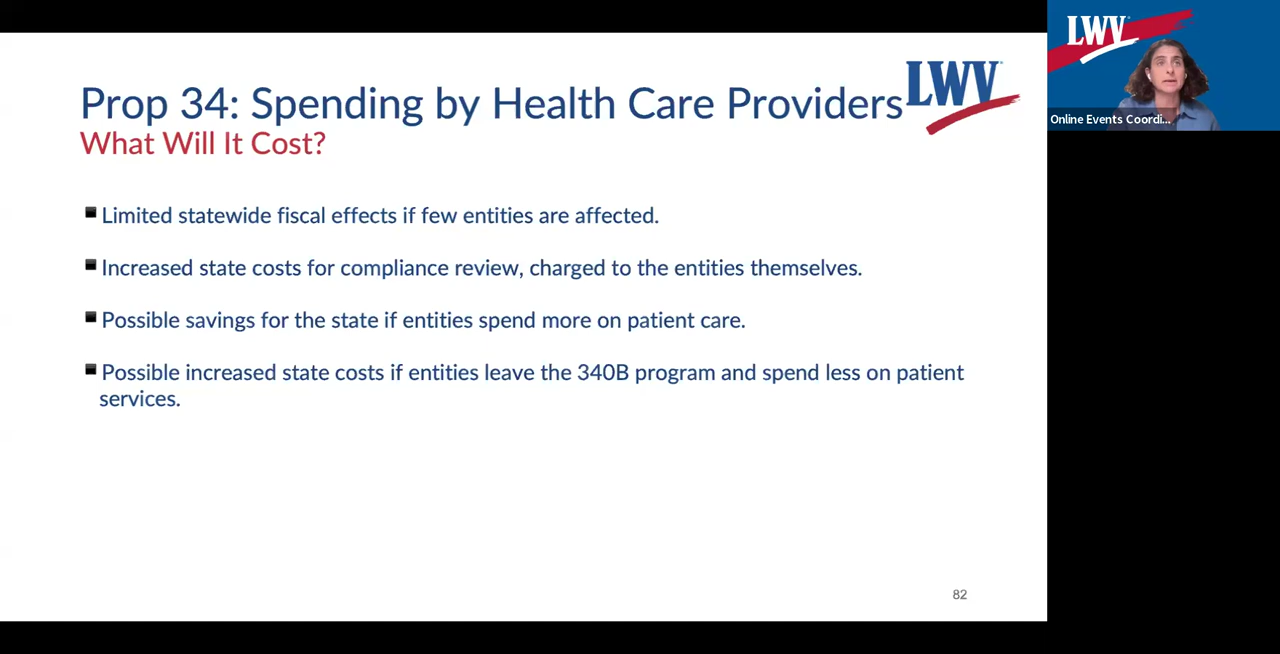 Prop 34: Spending by Health Care Providers
LWV
What Will It Cost?
Limited statewide fiscal effects if few entities are affected.
Increased state costs for compliance review, charged to the entities themselves.
Possible savings for the state if entities spend more on patient care.
Possible increased state costs if entities leave the 340B program and spend less on patient
services.
82
LWV
Online Events Coordi...